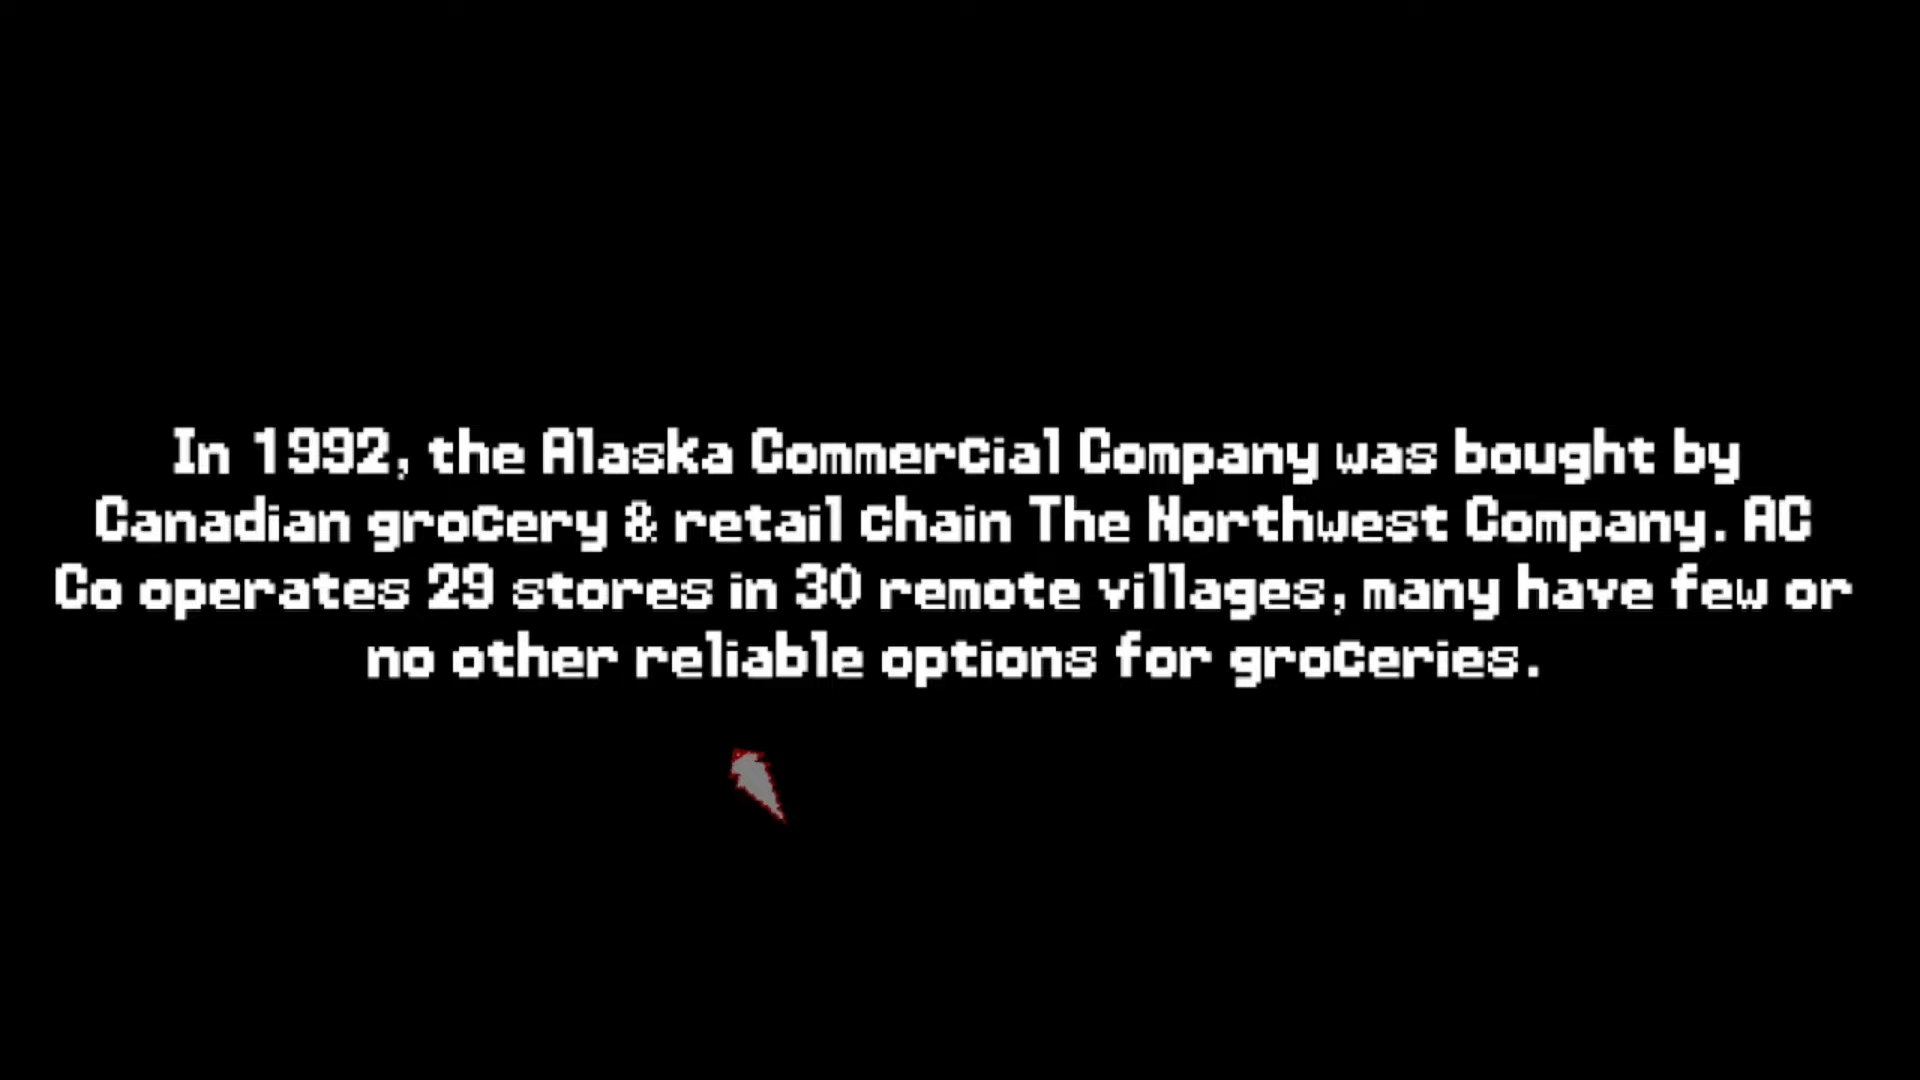 In 1992, the Alaska Commercial Company was bought by
Canadian grocery & retail chain The Northwest Company. AC
Co operates 29 stores in 30 remote villages, many have few or
no other reliable options for groceries.